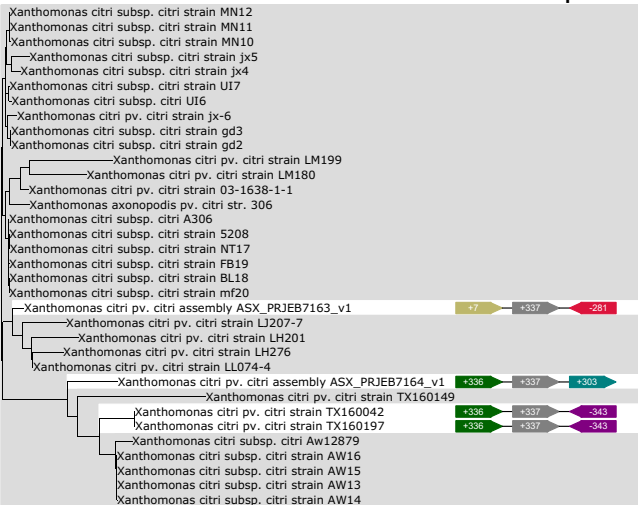 Xanthomonas citri subsp. citri strain MN12
Xanthomonas citri subsp. citri strain MN11
Xanthomonas citri subsp. citri strain MN10
Xanthomonas citri subsp. citri strain jx5
Xanthomonas citri subsp. citri strain jx4
Xanthomonas citri subsp. citri strain UI7
Xanthomonas citri subsp. citri UI6
Xanthomonas citri pv. citri strain jx-6
Xanthomonas citri subsp. citri strain gd3
Xanthomonas citri subsp. citri strain gd2
Xanthomonas citri pv. citri strain LM199
Xanthomonas citri pv. citri strain LM180
Xanthomonas citri pv. citri strain 03-1638-1-1
Xanthomonas axonopodis pv. citri str. 306
Xanthomonas citri subsp. citri A306
Xanthomonas citri subsp. citri strain 5208
Xanthomonas citri subsp. citri strain NT17
Xanthomonas citri subsp. citri strain FB19
Xanthomonas citri subsp. citri strain BL18
Xanthomonas citri subsp. citri strain mf20
Xanthomonas citri pv. citri assembly ASX_PRJEB7163_v1 +7 +337 -281
Xanthomonas citri pv. citri strain LJ207-7
Xanthomonas citri pv. citri strain LH201
Xanthomonas citri pv. citri strain LH276
Xanthomonas citri pv. citri strain LL074-4
Xanthomonas citri pv. citri assembly ASX_PRJEB7164_v1 +336 +337 +303
Xanthomonas citri pv. citri strain TX160149
Xanthomonas citri pv. citri strain TX160042 +336 +337 -343
Xanthomonas citri pv. citri strain TX160197 +336 +337 -343
Xanthomonas citri subsp. citri Aw12879
Xanthomonas citri subsp. citri strain AW16
Xanthomonas citri subsp. citri strain AW15
Xanthomonas citri subsp. citri strain AW13
Xanthomonas citri subsp. citri strain AW14